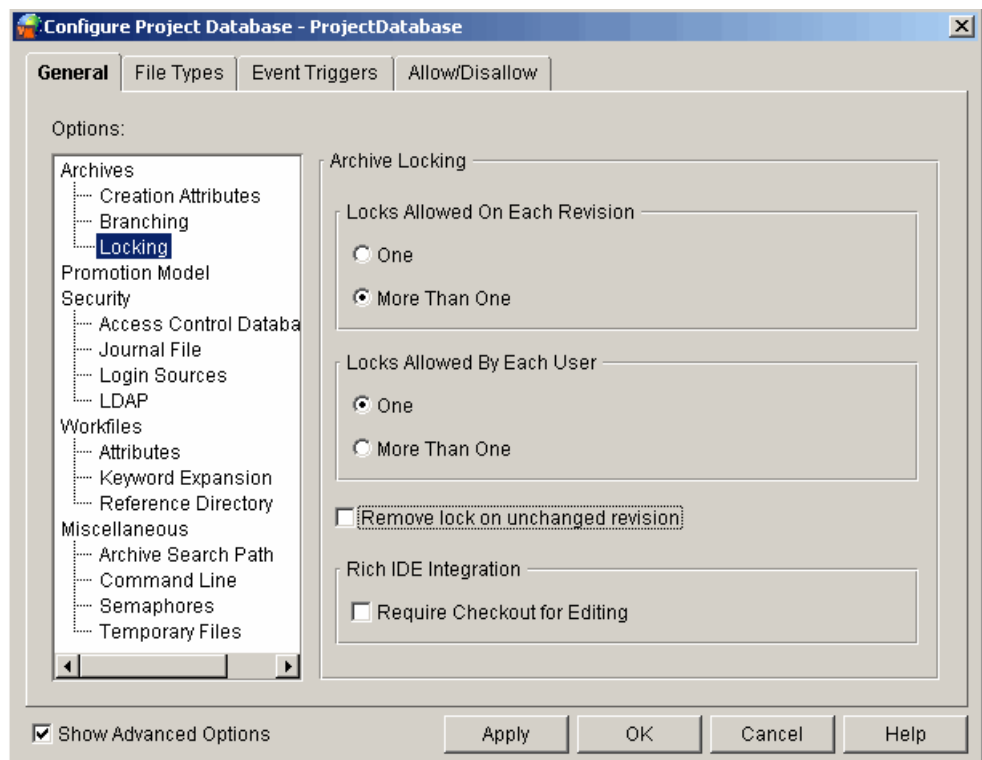 Configure Project Database - ProjectDatabase
General File Types Event Triggers Allow/Disallow
Options:
Archives
Creation Attributes
Branching
Locking
Promotion Model
Security
Access Control Databa
Journal File
Login Sources
LDAP
Workfiles
Attributes
Keyword Expansion
Reference Directory
Miscellaneous
Archive Search Path
Command Line
Semaphores
Temporary Files
Archive Locking
Locks Allowed On Each Revision
One
More Than One
Locks Allowed By Each User
One
More Than One
Remove lock on unchanged revision
Rich IDE Integration
Require Checkout for Editing
Show Advanced Options
Apply OK Cancel Help